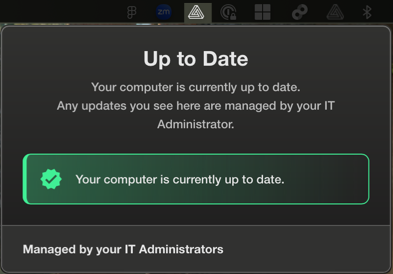 zm
Up to Date
Your computer is currently up to date.
Any updates you see here are managed by your IT
Administrator.
Your computer is currently up to date.
Managed by your IT Administrators